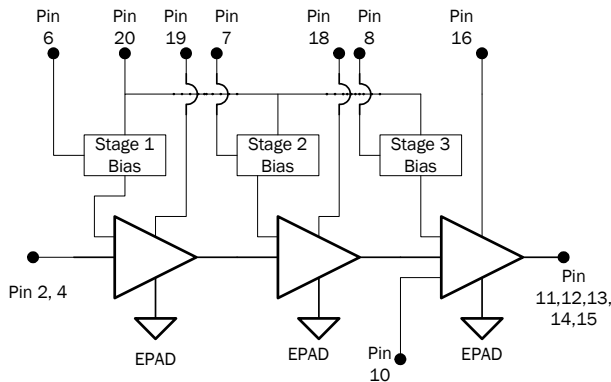 Pin
6
Pin
20
Pin
19
Pin
7
Pin
18
Pin
8
Pin
16
Stage 1
Bias
Stage 2
Bias
Stage 3
Bias
Pin 2, 4
Pin
11,12,13,
14,15
EPAD
EPAD
Pin
10
EPAD